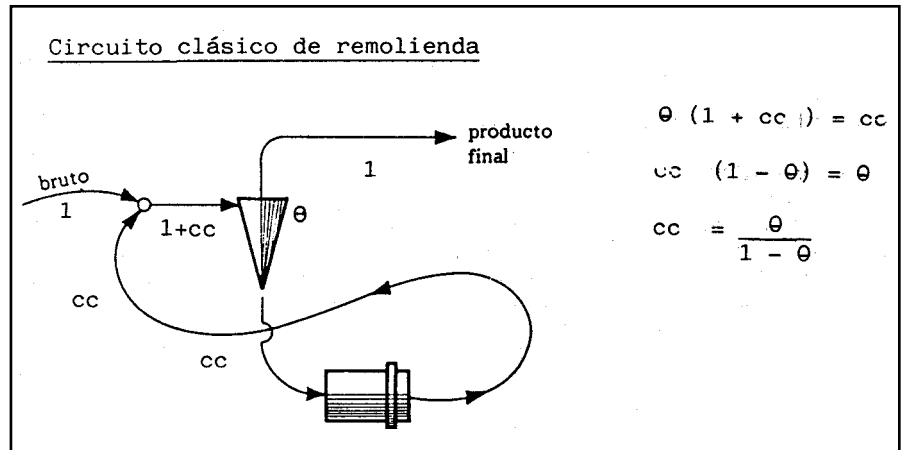 Circuito clásico de remolienda
θ (1 + cc ) = cc
cc (1 - θ) = θ
cc = θ
1 - θ
producto
final
1
bruto
1
1+cc
θ
cc
cc